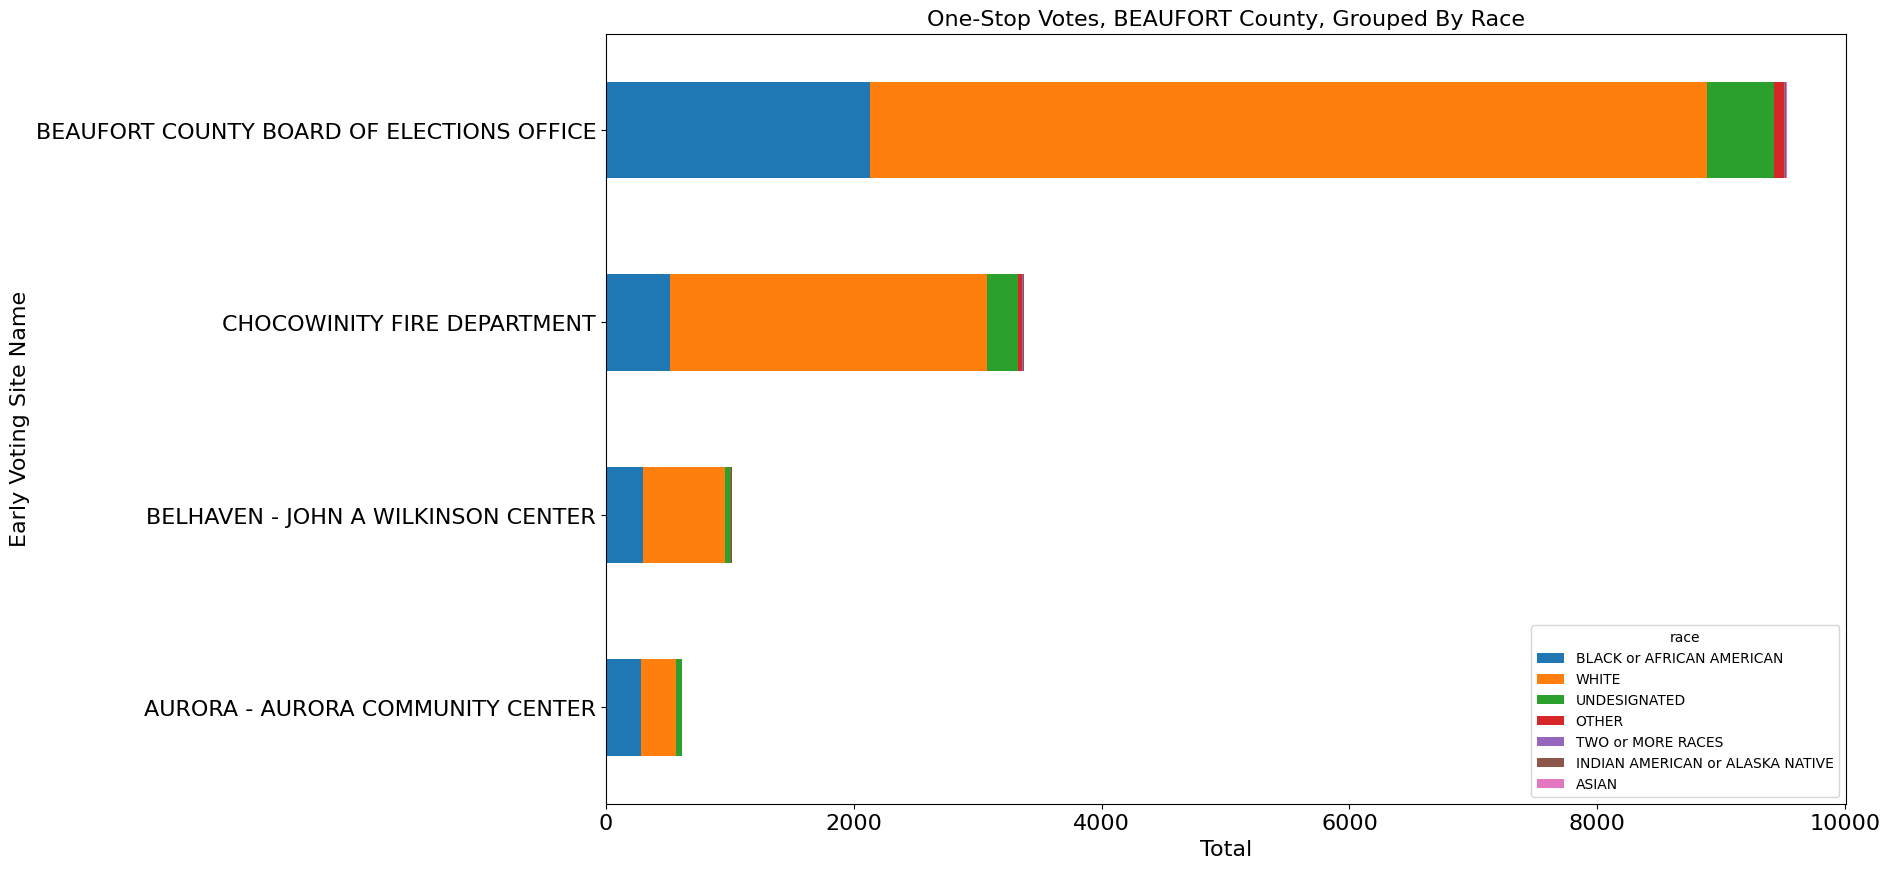 One-Stop Votes, BEAUFORT County, Grouped By Race
Early Voting Site Name
BEAUFORT COUNTY BOARD OF ELECTIONS OFFICE
CHOCOWINITY FIRE DEPARTMENT
BELHAVEN - JOHN A WILKINSON CENTER
AURORA - AURORA COMMUNITY CENTER
race
BLACK or AFRICAN AMERICAN
WHITE
UNDESIGNATED
OTHER
TWO or MORE RACES
INDIAN AMERICAN or ALASKA NATIVE
ASIAN
0 2000 4000 6000 8000 10000
Total